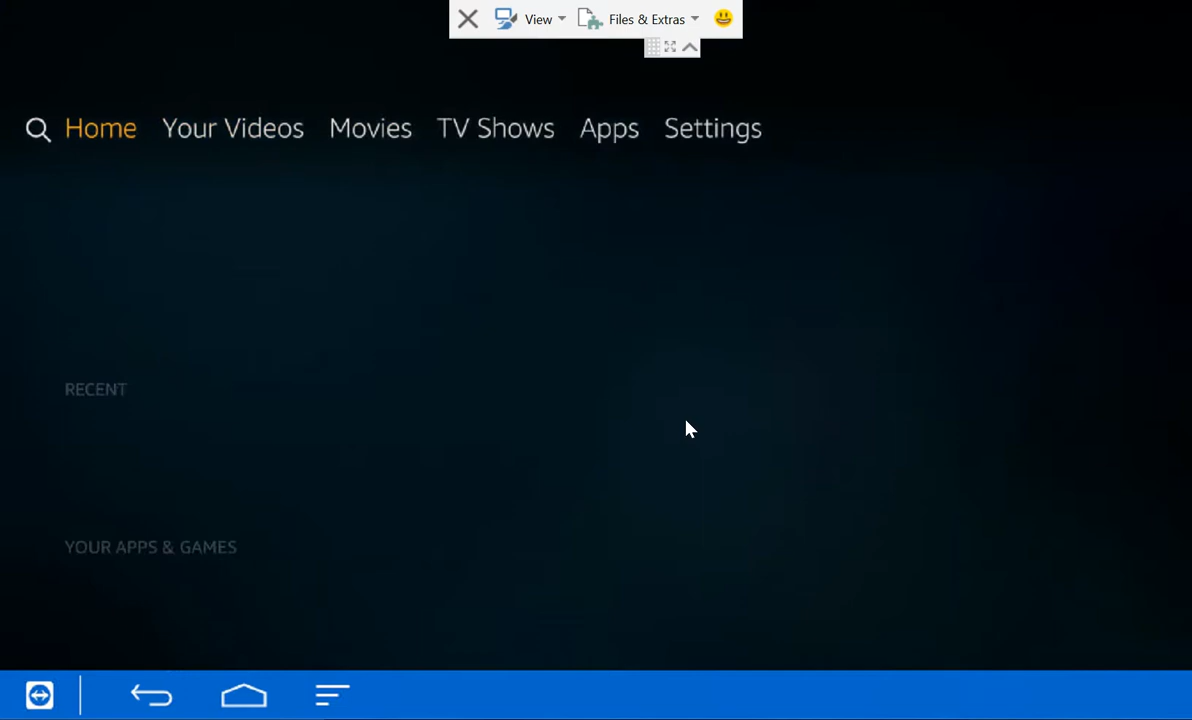 View Files & Extras
Home Your Videos Movies TV Shows Apps Settings
RECENT
YOUR APPS & GAMES